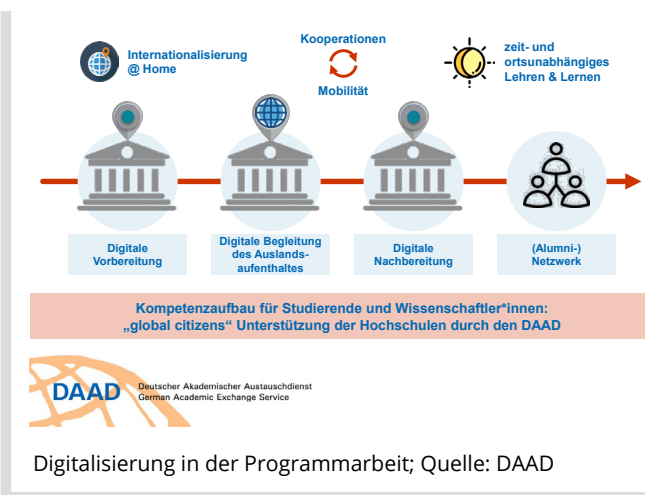 Internationalisierung
@ Home
Kooperationen
Mobilität
zeit- und
ortsunabhängiges
Lehren & Lernen
Digitale
Vorbereitung
Digitale Begleitung
des Auslands-
aufenthaltes
Digitale
Nachbereitung
(Alumni-)
Netzwerk
Kompetenzaufbau für Studierende und Wissenschaftler*innen:
„global citizens“ Unterstützung der Hochschulen durch den DAAD
DAAD
Deutscher Akademischer Austauschdienst
German Academic Exchange Service
Digitalisierung in der Programmarbeit; Quelle: DAAD